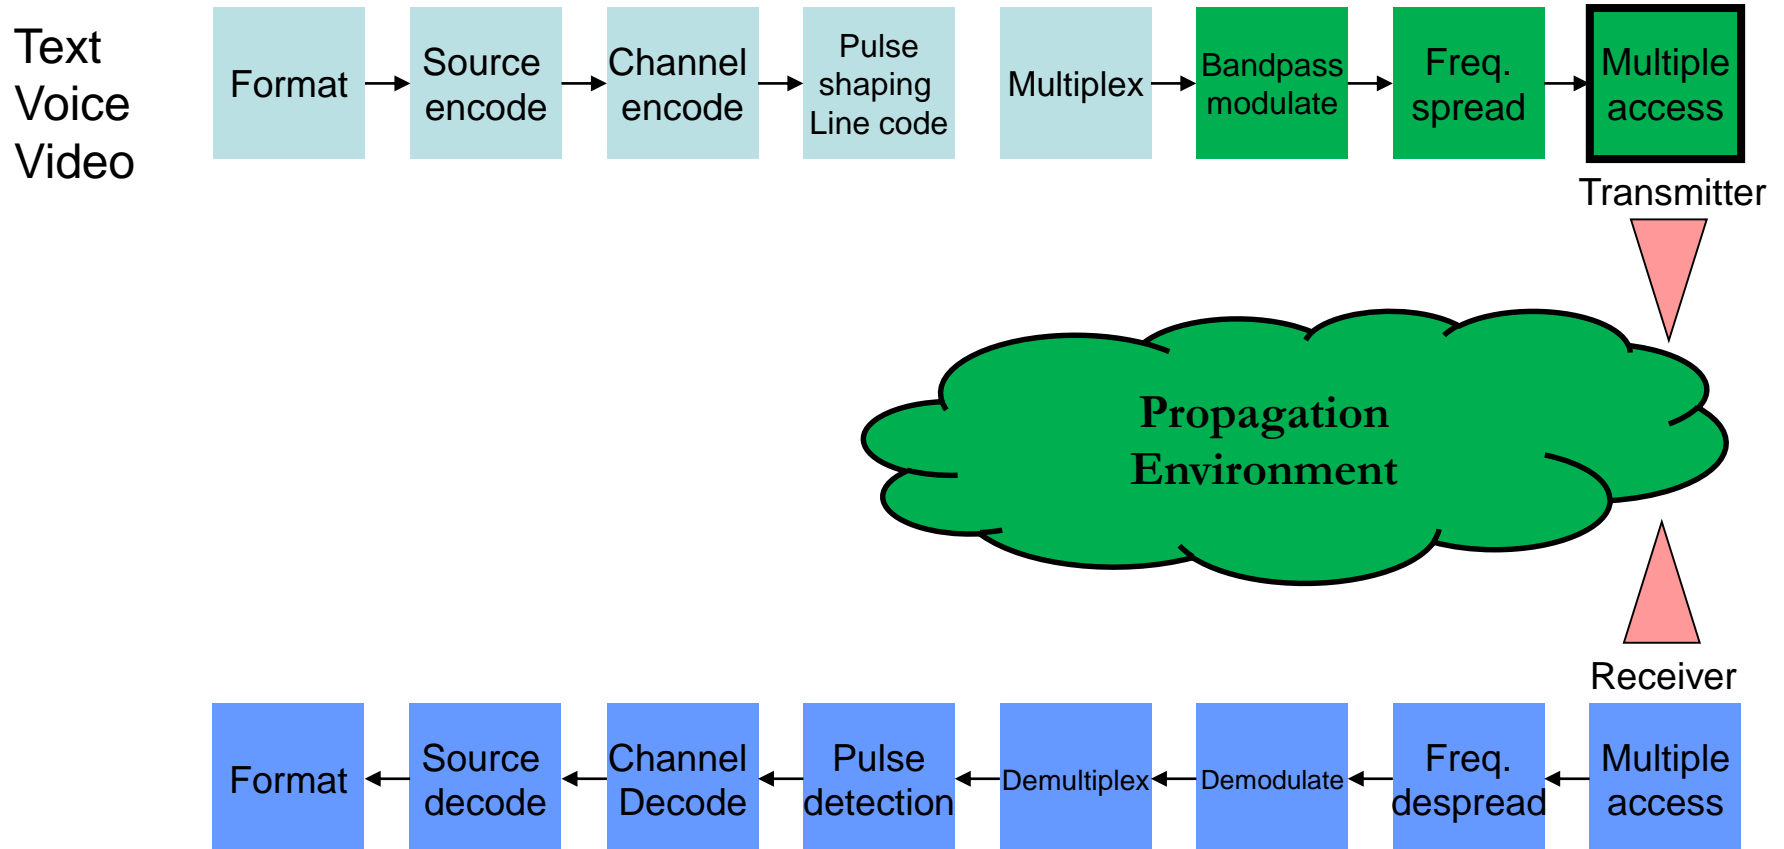 Text
Voice
Video
Format
Source
encode
Channel
encode
Pulse
shaping
Line code
Multiplex
Bandpass
modulate
Freq.
spread
Multiple
access
Transmitter
Propagation
Environment
Receiver
Format
Source
decode
Channel
Decode
Pulse
detection
Demultiplex
Demodulate
Freq.
despread
Multiple
access